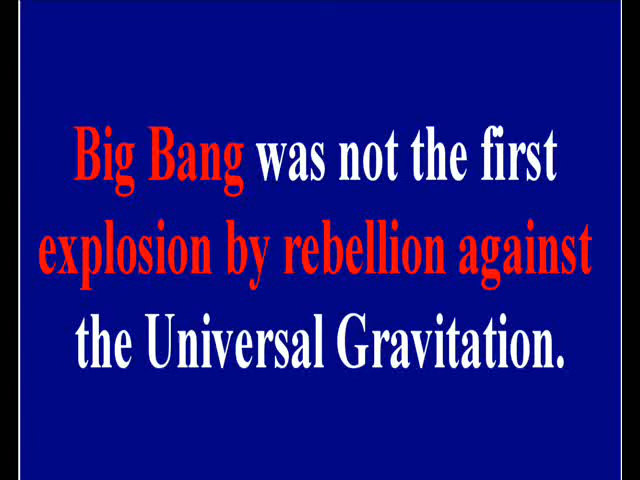 Big Bang was not the first
explosion by rebellion against
the Universal Gravitation.